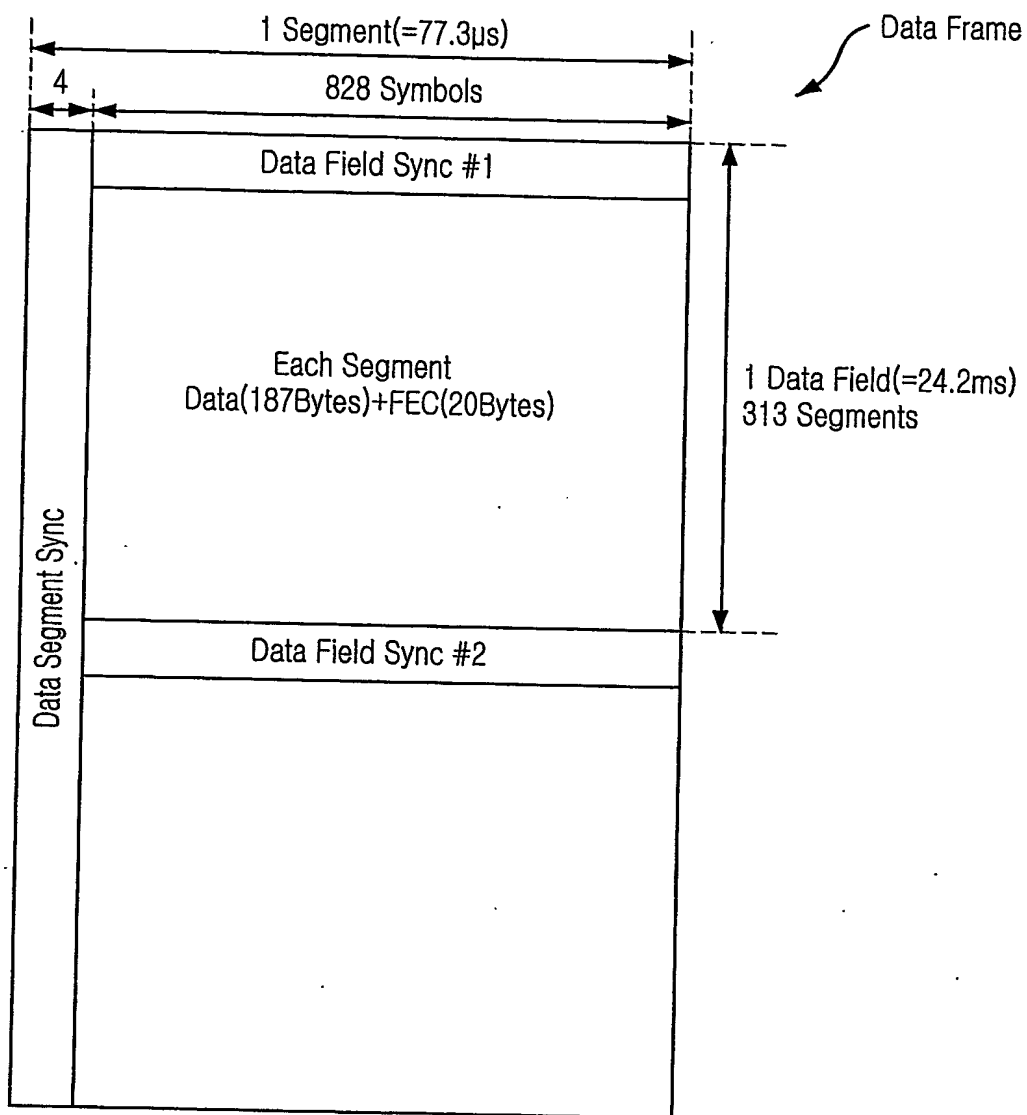 1 Segment(=77.3µs)
Data Frame
4
828 Symbols
Data Field Sync #1
Each Segment
Data(187Bytes)+FEC(20Bytes)
1 Data Field(=24.2ms)
313 Segments
Data Segment Sync
Data Field Sync #2